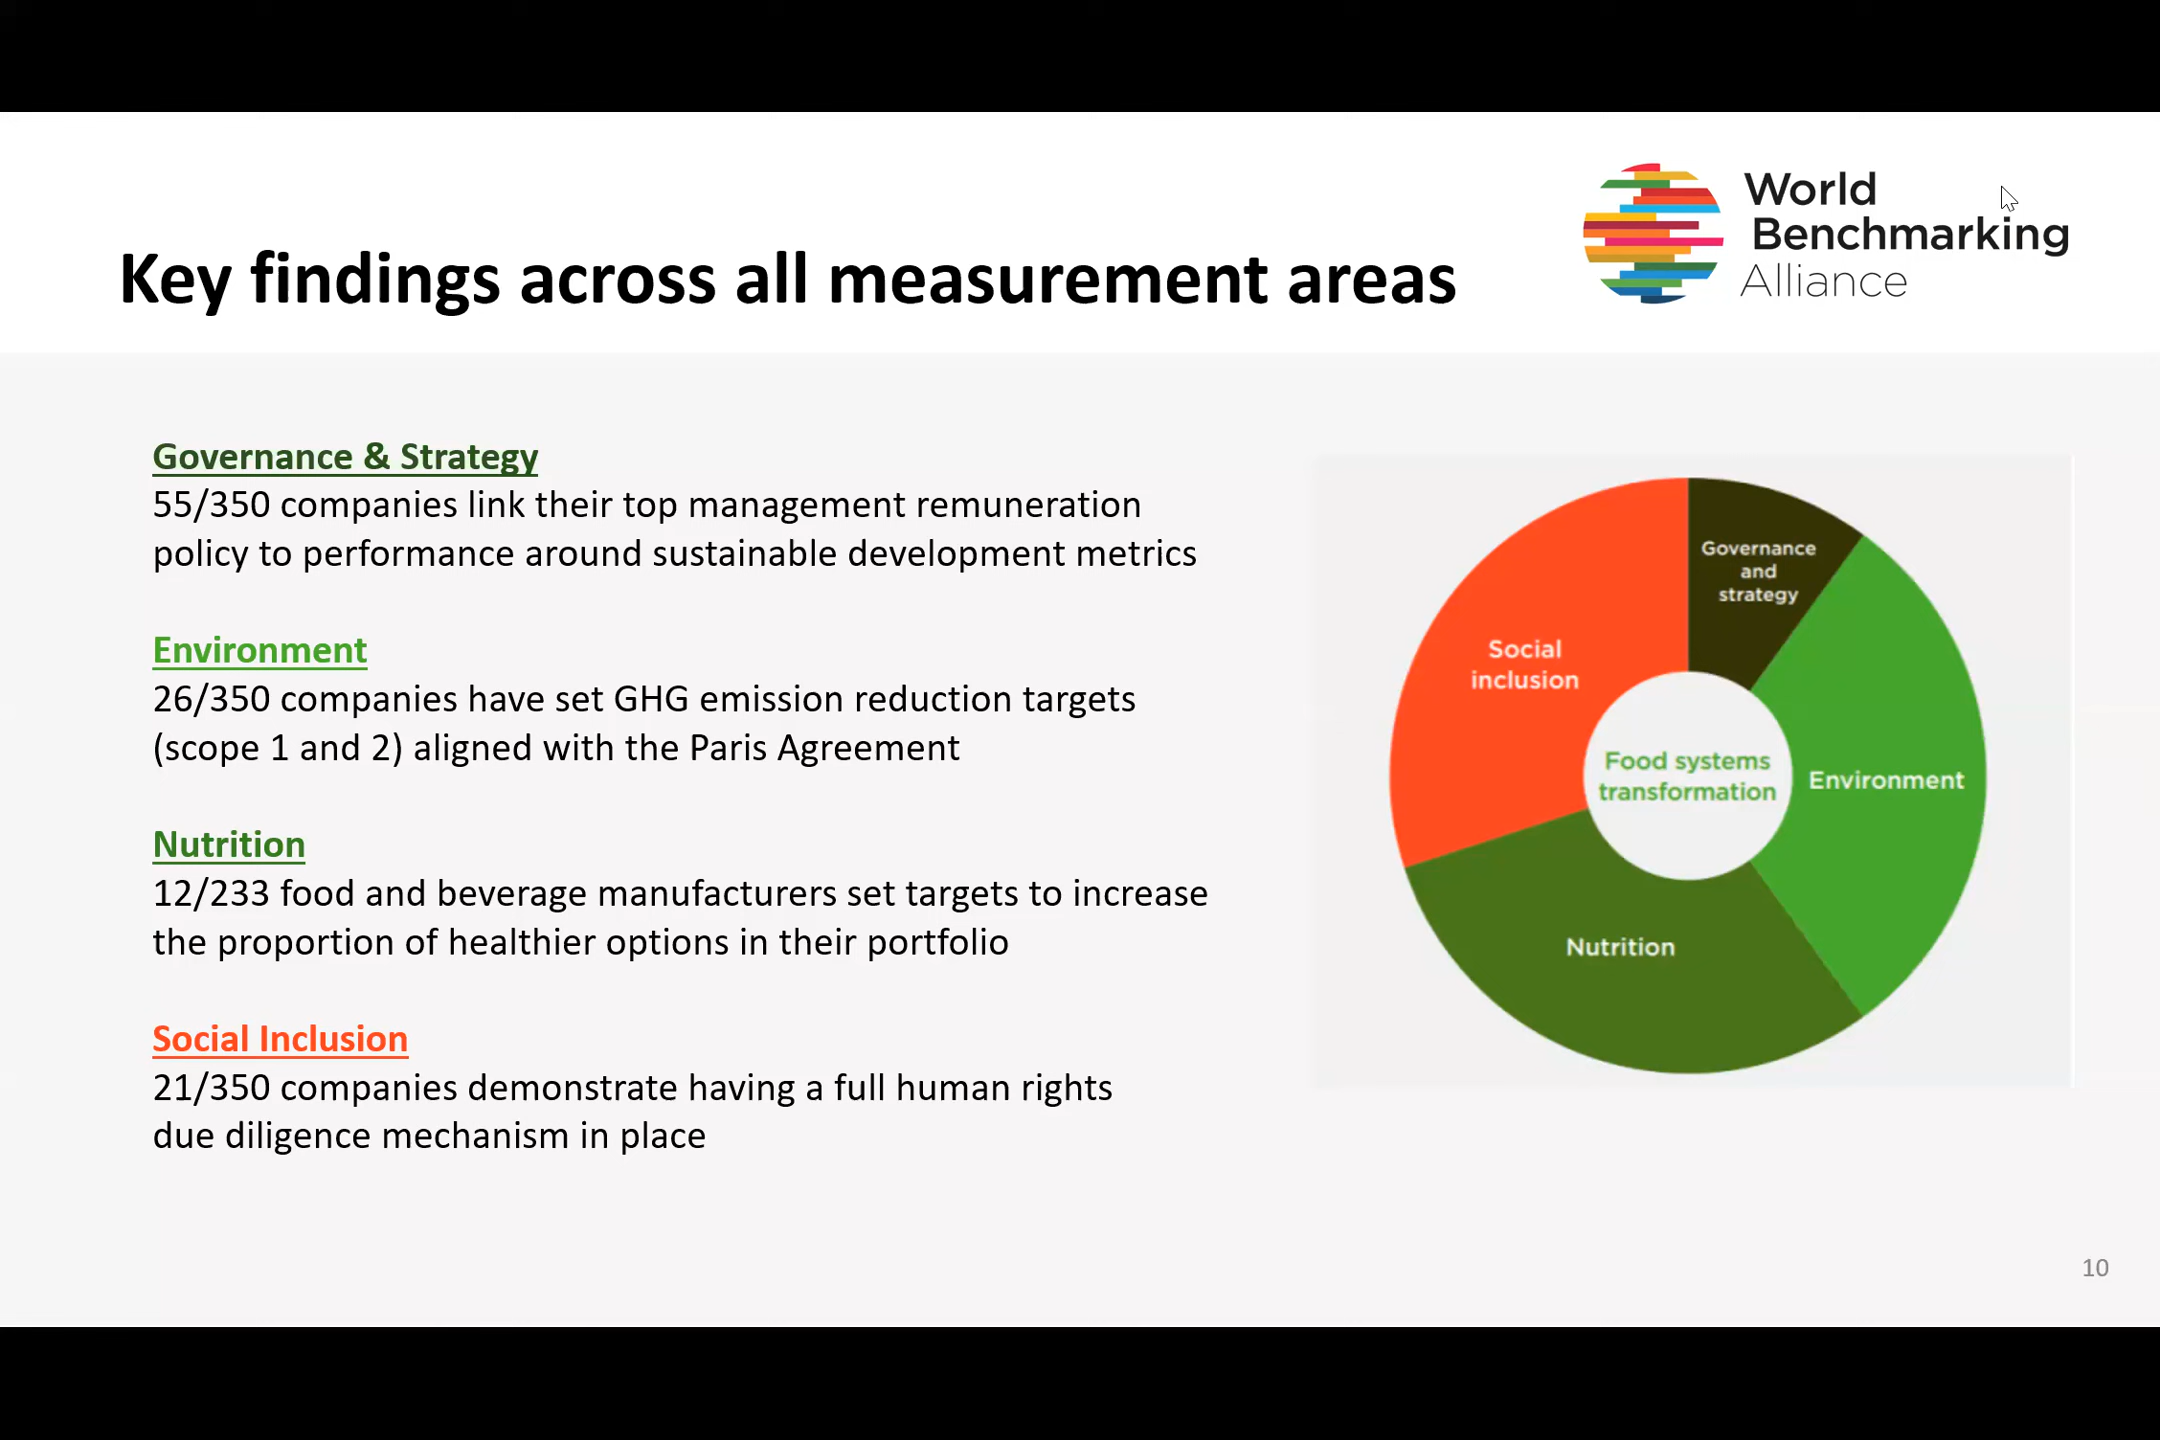 Key findings across all measurement areas
World
Benchmarking
Alliance
Governance & Strategy
55/350 companies link their top management remuneration
policy to performance around sustainable development metrics
Environment
26/350 companies have set GHG emission reduction targets
(scope 1 and 2) aligned with the Paris Agreement
Nutrition
12/233 food and beverage manufacturers set targets to increase
the proportion of healthier options in their portfolio
Social Inclusion
21/350 companies demonstrate having a full human rights
due diligence mechanism in place
Governance
and
strategy
Social
inclusion
Food systems
transformation
Environment
Nutrition
10